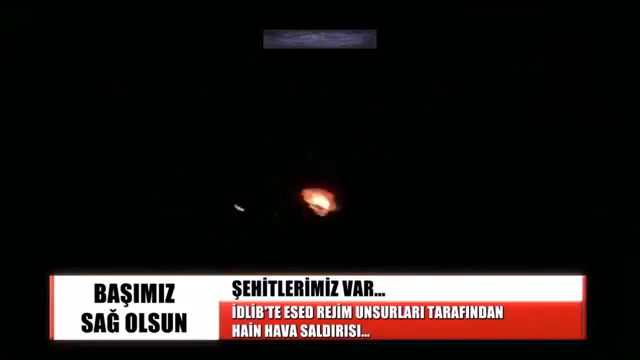 BAŞIMIZ
SAĞ OLSUN
ŞEHİTLERİMİZ VAR...
İDLİB'TE ESED REJİM UNSURLARI TARAFINDAN
HAİN HAVA SALDIRISI...